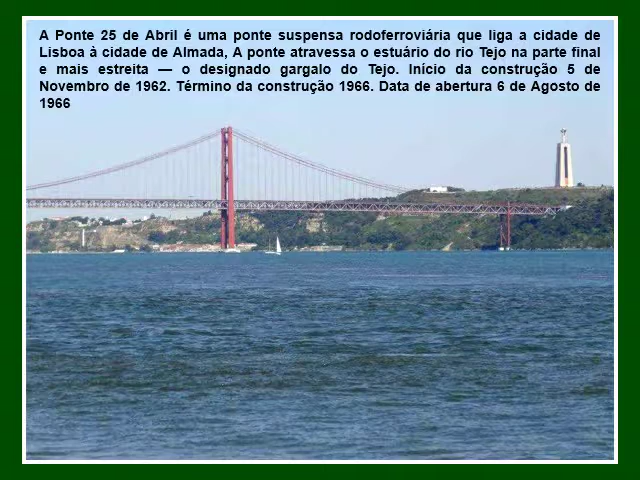 A Ponte 25 de Abril é uma ponte suspensa rodoferroviária que liga a cidade de
Lisboa à cidade de Almada, A ponte atravessa o estuário do rio Tejo na parte final
e mais estreita — o designado gargalo do Tejo. Início da construção 5 de
Novembro de 1962. Término da construção 1966. Data de abertura 6 de Agosto de
1966